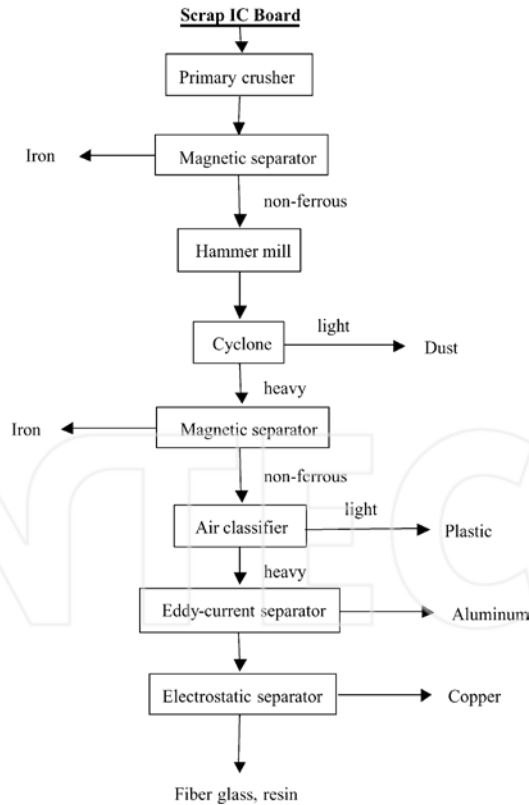 Scrap IC Board
Primary crusher
Iron
Magnetic separator
non-ferrous
Hammer mill
light
Cyclone
Dust
heavy
Iron
Magnetic separator
non-ferrous
light
Air classifier
Plastic
heavy
Eddy-current separator
Aluminum
Electrostatic separator
Copper
Fiber glass, resin